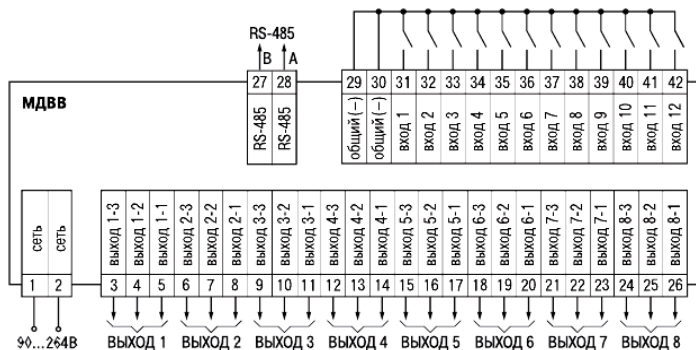 RS-485
B A
27 28 29 30 31 32 33 34 35 36 37 38 39 40 41 42
МДВВ
RS-485 RS-485 общий (–) общий (–) вход 1 вход 2 вход 3 вход 4 вход 5 вход 6 вход 7 вход 8 вход 9 вход 10 вход 11 вход 12
сеть сеть выход 1-3 выход 1-2 выход 1-1 выход 2-3 выход 2-2 выход 2-1 выход 3-3 выход 3-2 выход 3-1 выход 4-3 выход 4-2 выход 4-1 выход 5-3 выход 5-2 выход 5-1 выход 6-3 выход 6-2 выход 6-1 выход 7-3 выход 7-2 выход 7-1 выход 8-3 выход 8-2 выход 8-1
1 2 3 4 5 6 7 8 9 10 11 12 13 14 15 16 17 18 19 20 21 22 23 24 25 26
90...264В ВЫХОД 1 ВЫХОД 2 ВЫХОД 3 ВЫХОД 4 ВЫХОД 5 ВЫХОД 6 ВЫХОД 7 ВЫХОД 8